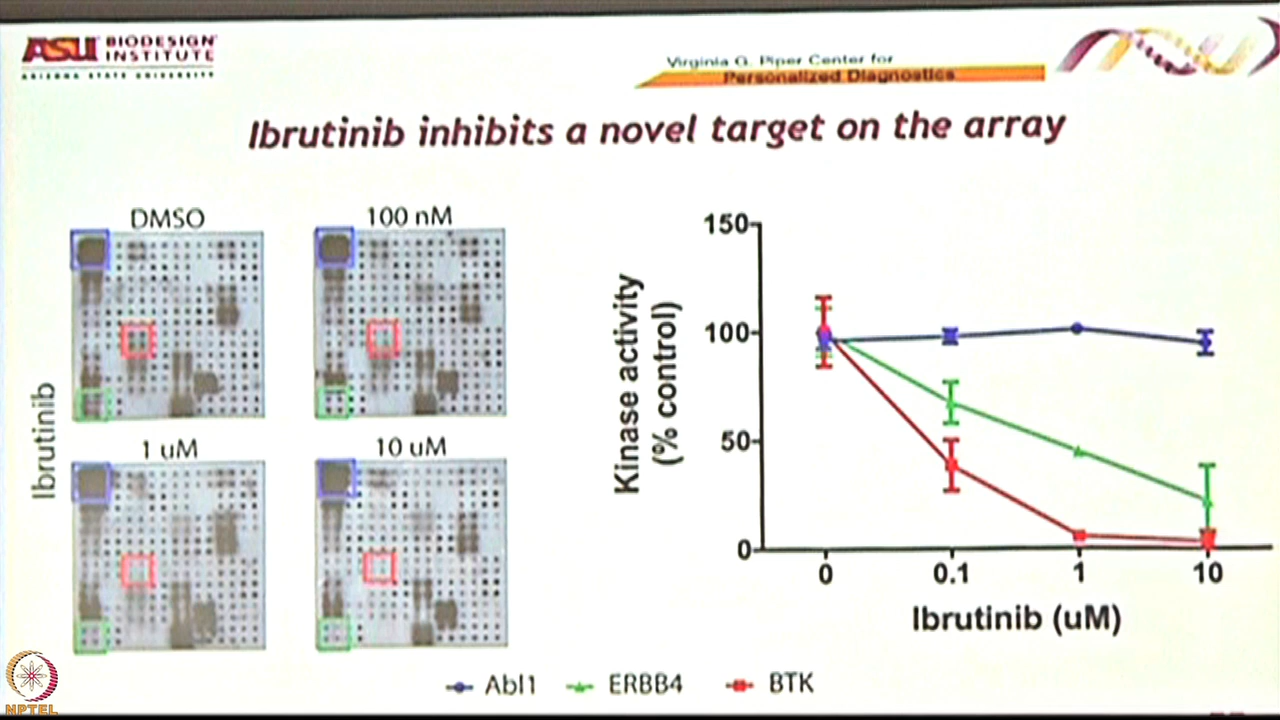 ASU BIODESIGN
INSTITUTE
ARIZONA STATE UNIVERSITY
Virginia G. Piper Center for
Personalized Diagnostics
Ibrutinib inhibits a novel target on the array
Ibrutinib
DMSO
100 nM
1 uM
10 uM
Kinase activity
(% control)
150
100
50
0
0
0.1
1
10
Ibrutinib (uM)
Abl1
ERBB4
BTK
NPTEL